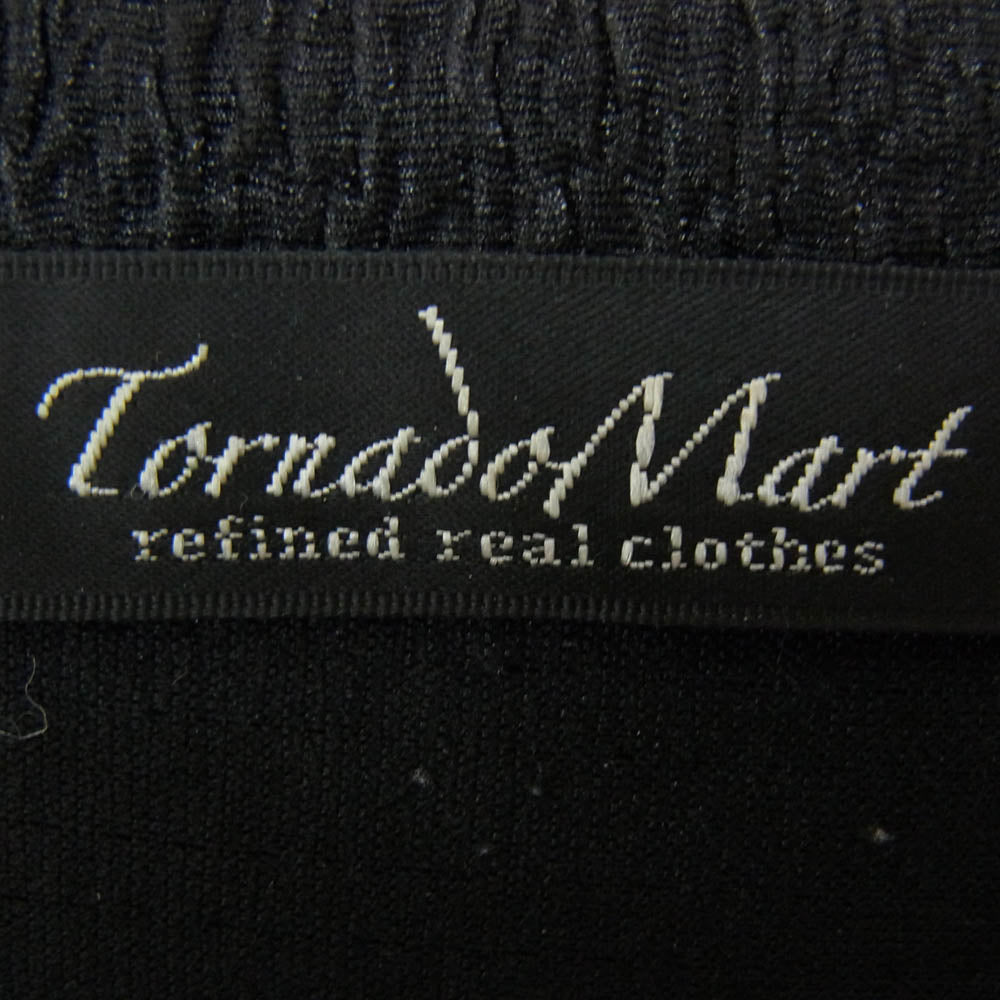 TornadoMart
refined real clothes